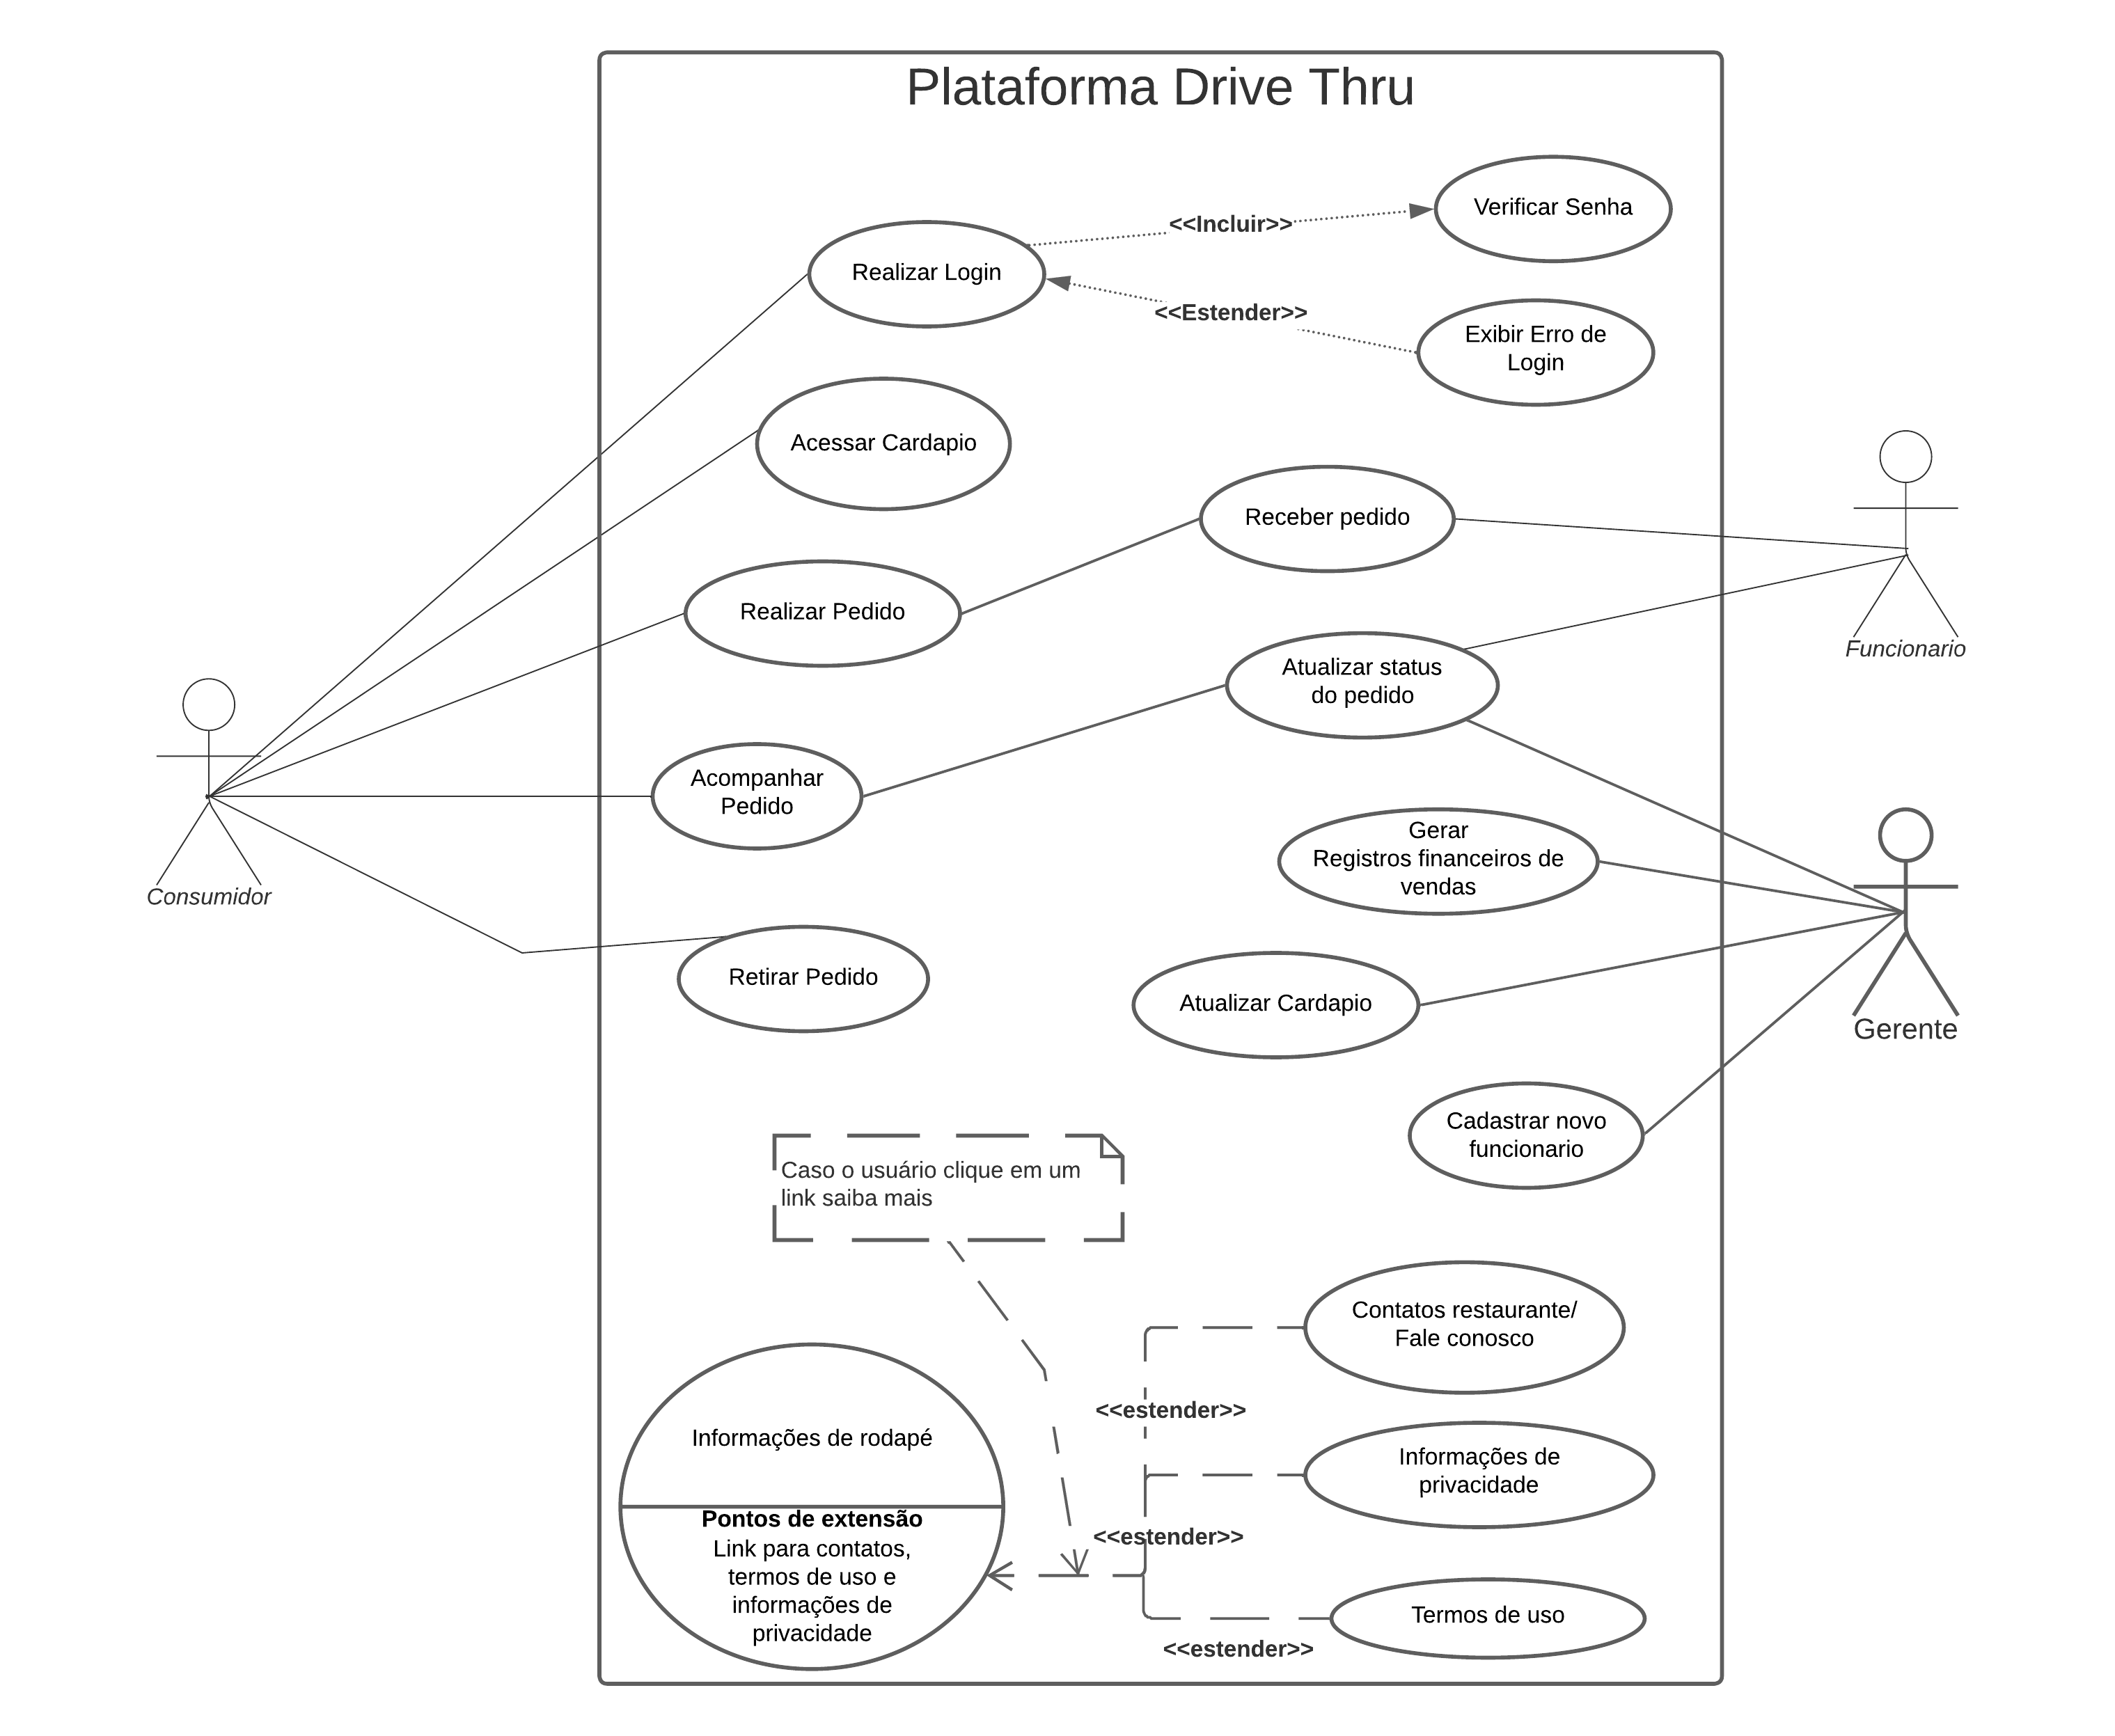 Plataforma Drive Thru
Verificar Senha
<<Incluir>>
Realizar Login
<<Estender>>
Exibir Erro de
Login
Acessar Cardapio
Receber pedido
Realizar Pedido
Funcionario
Atualizar status
do pedido
Acompanhar
Pedido
Consumidor
Gerar
Registros financeiros de
vendas
Retirar Pedido
Atualizar Cardapio
Gerente
Cadastrar novo
funcionario
Caso o usuário clique em um
link saiba mais
Contatos restaurante/
Fale conosco
<<estender>>
Informações de rodapé
Informações de
privacidade
Pontos de extensão
Link para contatos,
termos de uso e
informações de
privacidade
<<estender>>
Termos de uso
<<estender>>